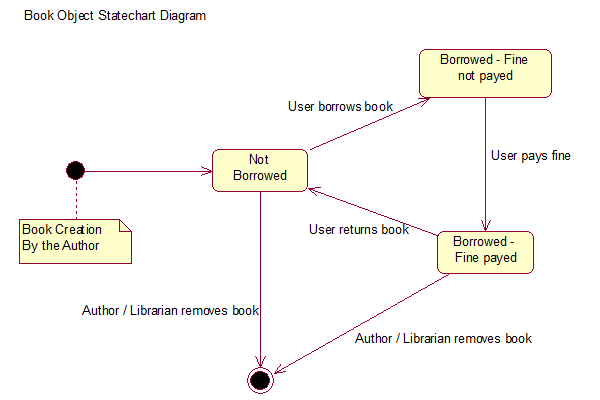 Book Object Statechart Diagram
Borrowed - Fine
not payed
User borrows book
User pays fine
Not
Borrowed
Book Creation
By the Author
User returns book
Borrowed -
Fine payed
Author / Librarian removes book
Author / Librarian removes book